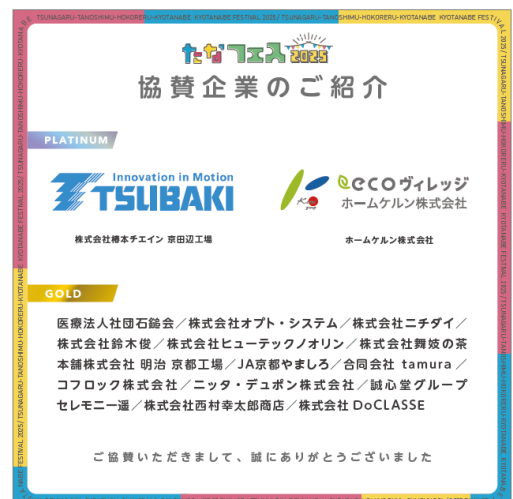 TSUNAGARU-TANOSHIMU-HOKORERU-KYOTANABE KYOTANABE FESTIVAL 2025 / TSUNAGARU-TANOSHIMU-HOKORERU-KYOTANABE KYOTANABE FESTIVAL 2025
たなフェス2025
協賛企業のご紹介
PLATINUM
Innovation in Motion
TSUBAKI
株式会社椿本チエイン 京田辺工場
ecoヴィレッジ
ホームケルン株式会社
ホームケルン株式会社
GOLD
医療法人社団石鎚会／株式会社オプト・システム／株式会社ニチダイ／
株式会社鈴木俊／株式会社ヒューテックノオリン／株式会社舞妓の茶
本舗株式会社 明治 京都工場／JA京都やましろ／合同会社 tamura／
コフロック株式会社／ニッタ・デュポン株式会社／誠心堂グループ
セレモニー遥／株式会社西村幸太郎商店／株式会社 DoCLASSE
ご協賛いただきまして、誠にありがとうございました